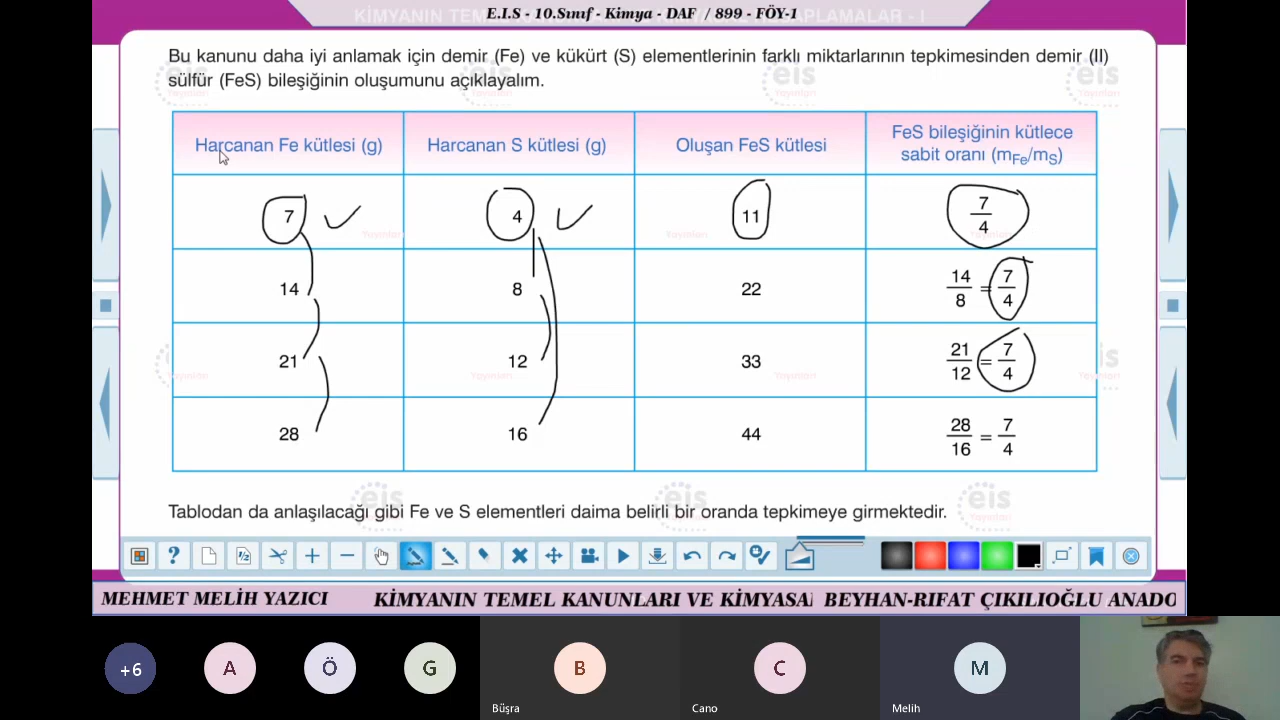 KİMYANIN TEMEL
E.I.S - 10.Sınıf - Kimya - DAF / 899 - FÖY-1
Bu kanunu daha iyi anlamak için demir (Fe) ve kükürt (S) elementlerinin farklı miktarlarının tepkimesinden demir (II)
sülfür (FeS) bileşiğinin oluşumunu açıklayalım.
Harcanan Fe kütlesi (g) Harcanan S kütlesi (g) Oluşan FeS kütlesi FeS bileşiğinin kütlece
sabit oranı (mFe/mS)
7 4 11 7/4
14 8 22 14/8 = 7/4
21 12 33 21/12 = 7/4
28 16 44 28/16 = 7/4
Tablodan da anlaşılacağı gibi Fe ve S elementleri daima belirli bir oranda tepkimeye girmektedir.
eis Yayınları
MEHMET MELİH YAZICI KİMYANIN TEMEL KANUNLARI VE KİMYASAL BEYHAN-RIFAT ÇIKILIOĞLU ANADO
+6 A Ö G B C M
Büşra Cano Melih